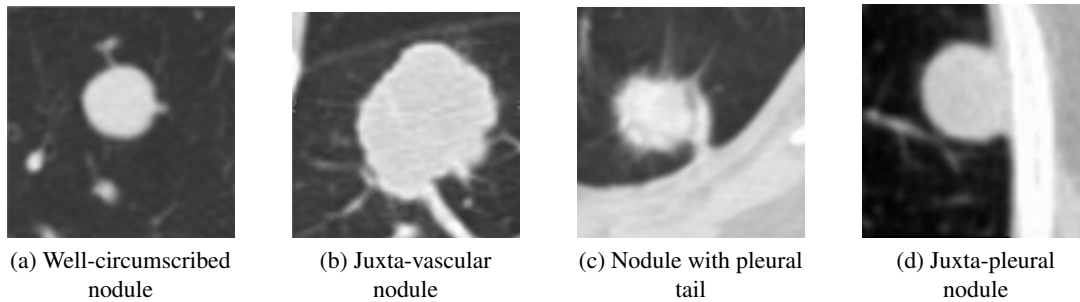 (a) Well-circumscribed
nodule
(b) Juxta-vascular
nodule
(c) Nodule with pleural
tail
(d) Juxta-pleural
nodule